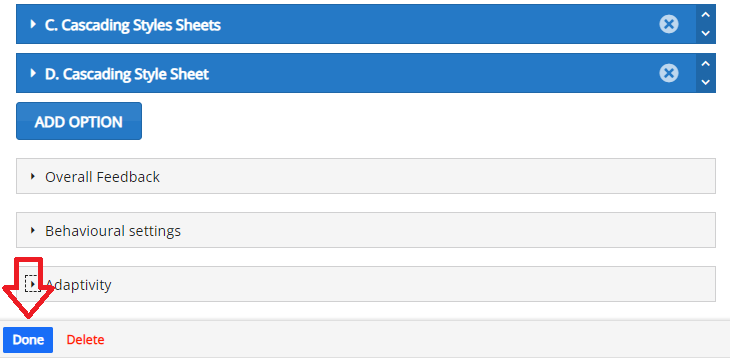 C. Cascading Styles Sheets
D. Cascading Style Sheet
ADD OPTION
Overall Feedback
Behavioural settings
Adaptivity
Done Delete